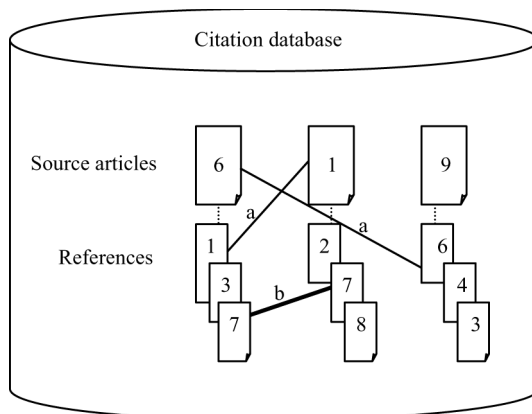 Citation database
Source articles 6 1 9
a a
References 1 2 6
3 7 4
b
7 8 3